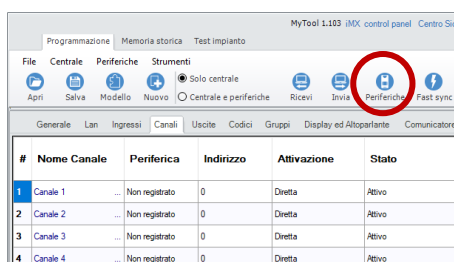 MyTool 1.103 iMX control panel Centro Sic
Programmazione Memoria storica Test impianto
File Centrale Periferiche Strumenti
Solo centrale
Centrale e periferiche
Apri Salva Modello Nuovo Ricevi Invia Periferiche Fast sync
Generale Lan Ingressi Canali Uscite Codici Gruppi Display ed Altoparlante Comunicatore
# Nome Canale Periferica Indirizzo Attivazione Stato
1 Canale 1 ... Non registrato 0 Diretta Attivo
2 Canale 2 ... Non registrato 0 Diretta Attivo
3 Canale 3 ... Non registrato 0 Diretta Attivo
4 Canale 4 ... Non registrato 0 Diretta Attivo